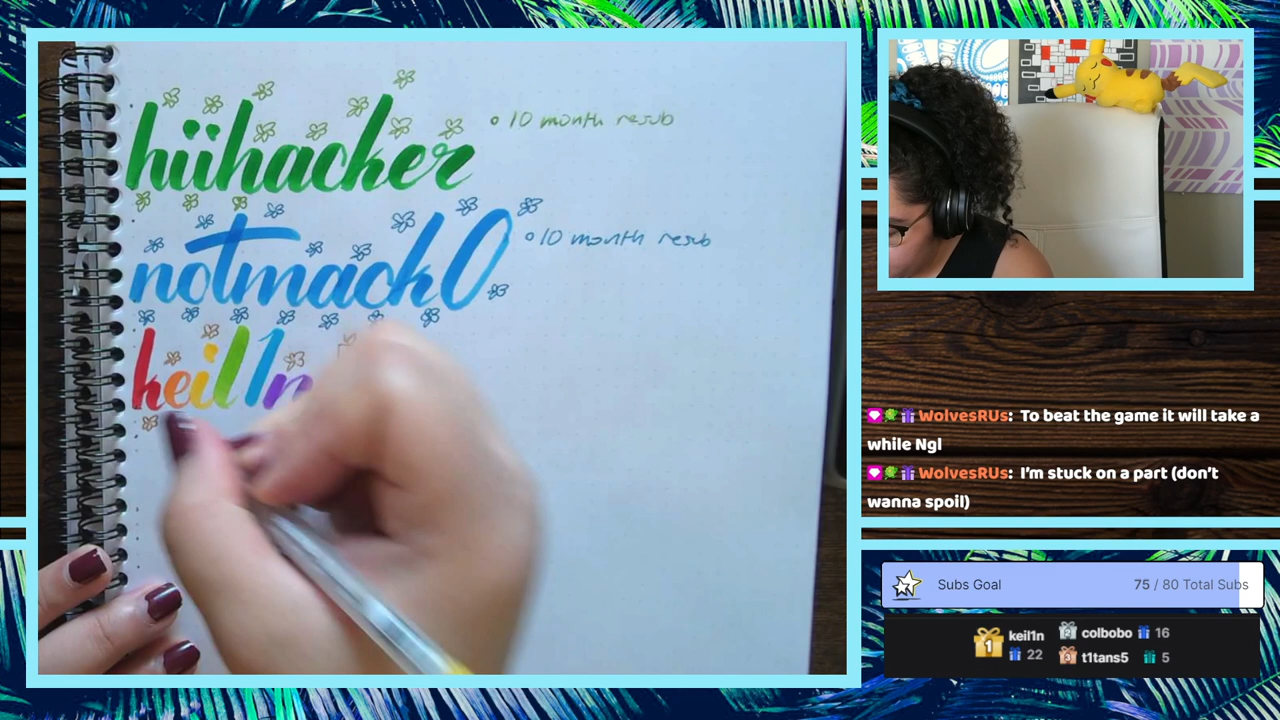 hiihacker
10 month resub
notmack0
10 month resub
keil1n
WolvesRUs: To beat the game it will take a
while Ngl
WolvesRUs: I'm stuck on a part (don't
wanna spoil)
Subs Goal
75 / 80 Total Subs
1 keil1n 22
2 colbobo 16
3 t1tans5 5